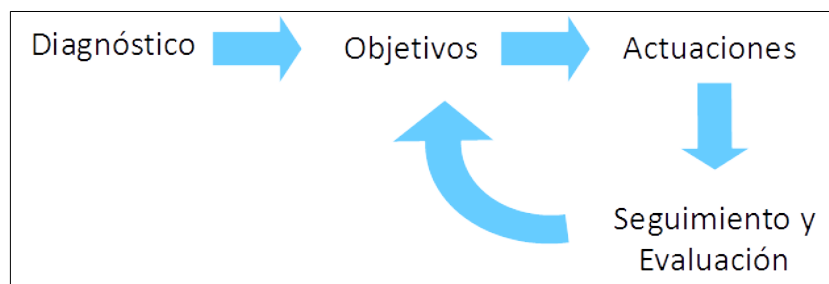 Diagnóstico
Objetivos
Actuaciones
Seguimiento y
Evaluación